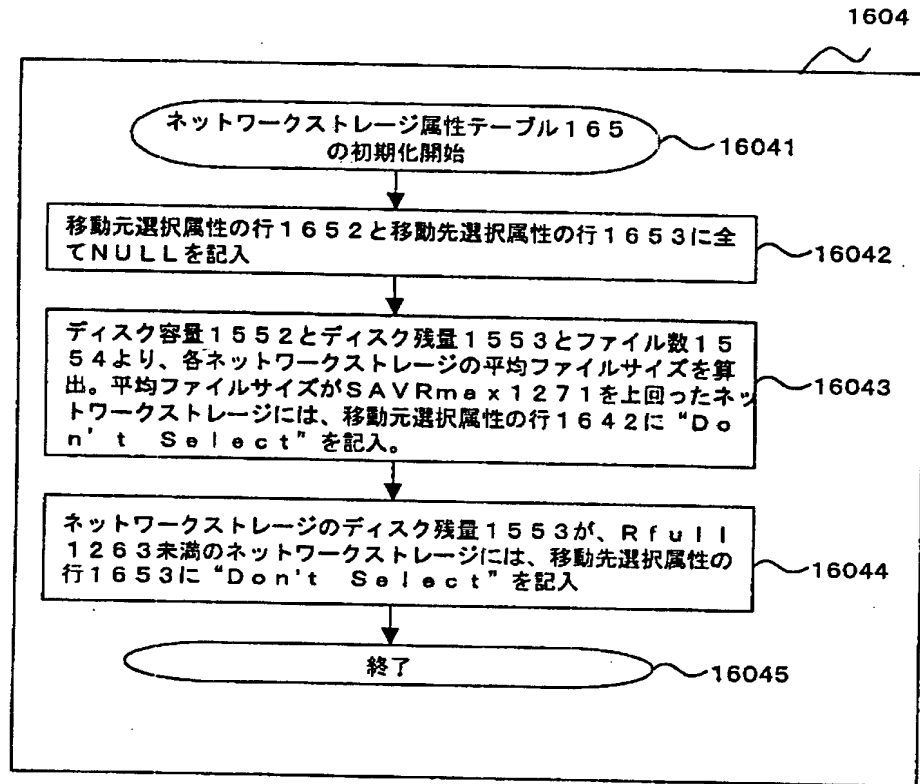 1604
ネットワークストレージ属性テーブル165
の初期化開始
16041
移動元選択属性の行1652と移動先選択属性の行1653に全
てNULLを記入
16042
ディスク容量1552とディスク残量1553とファイル数15
54より、各ネットワークストレージの平均ファイルサイズを算
出。平均ファイルサイズがSAVRmax1271を上回ったネッ
トワークストレージには、移動元選択属性の行1642に“Do
n't Select”を記入。
16043
ネットワークストレージのディスク残量1553が、Rfull
1263未満のネットワークストレージには、移動先選択属性の
行1653に“Don't Select”を記入
16044
終了
16045